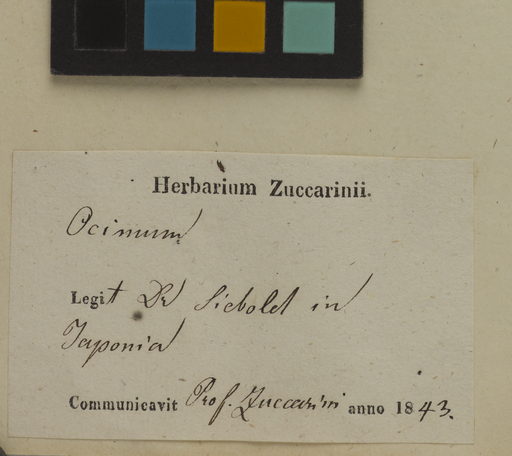 Herbarium Zuccarinii.
Ocimum
Legit Dr Siebold in
Japonia
Communicavit Prof. Zuccarini anno 1843.